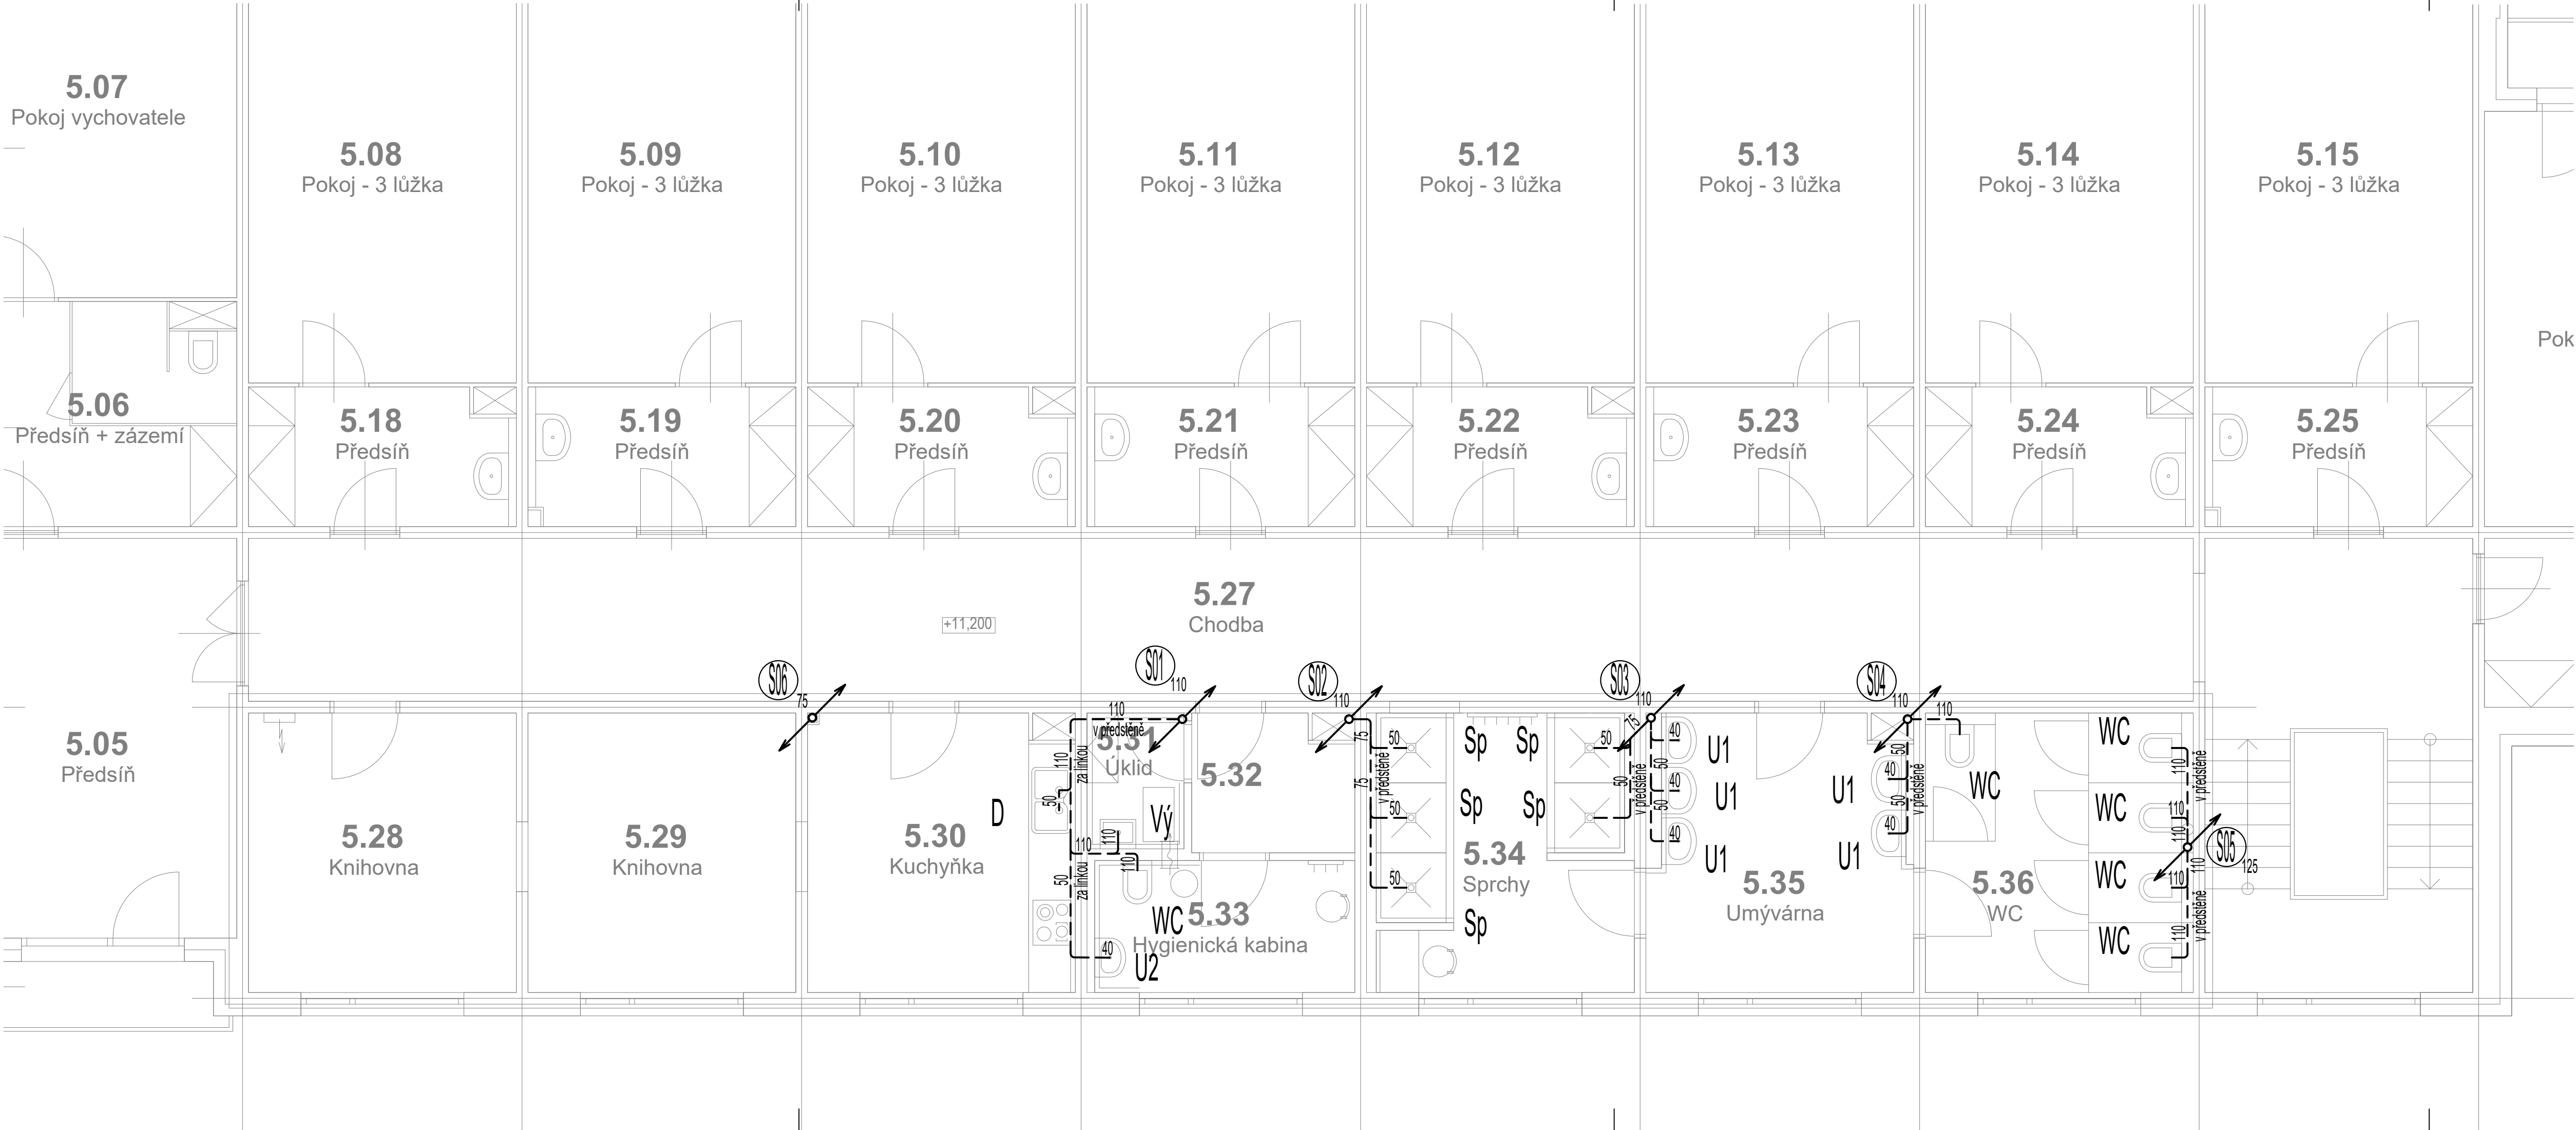 5.07
Pokoj vychovatele
5.08
Pokoj - 3 lůžka
5.09
Pokoj - 3 lůžka
5.10
Pokoj - 3 lůžka
5.11
Pokoj - 3 lůžka
5.12
Pokoj - 3 lůžka
5.13
Pokoj - 3 lůžka
5.14
Pokoj - 3 lůžka
5.15
Pokoj - 3 lůžka
Pok
5.06
Předsíň + zázemí
5.18
Předsíň
5.19
Předsíň
5.20
Předsíň
5.21
Předsíň
5.22
Předsíň
5.23
Předsíň
5.24
Předsíň
5.25
Předsíň
5.27
Chodba
+11,200
S06
75
S01
110
S02
110
S03
110
S04
110
S05
125
5.05
Předsíň
5.28
Knihovna
5.29
Knihovna
5.30
Kuchyňka
D
110
v předstěně
110
za linkou
50
110
110
110
50
za linkou
40
5.31
Úklid
Vý
5.32
WC
5.33
Hygienická kabina
U2
75
75
v předstěně
50
50
50
Sp
Sp
Sp
Sp
Sp
5.34
Sprchy
50
50
75
v předstěně
40
50
40
50
40
U1
U1
U1
U1
U1
5.35
Umývárna
40
40
50
50
v předstěně
110
WC
5.36
WC
WC
WC
WC
WC
110
v předstěně
110
110
110
110
110
v předstěně